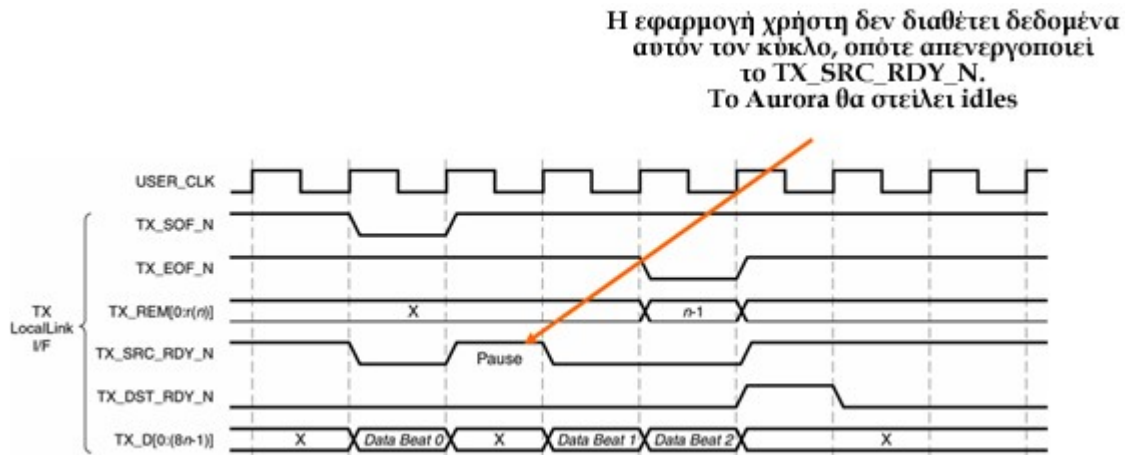 Η εφαρμογή χρήστη δεν διαθέτει δεδομένα
αυτόν τον κύκλο, οπότε απενεργοποιεί
το TX_SRC_RDY_N.
Το Aurora θα στείλει idles
USER_CLK
TX_SOF_N
TX_EOF_N
TX_REM[0:r(n)] X n-1
TX LocalLink I/F
TX_SRC_RDY_N Pause
TX_DST_RDY_N
TX_D[0:(8n-1)] X Data Beat 0 X Data Beat 1 Data Beat 2 X